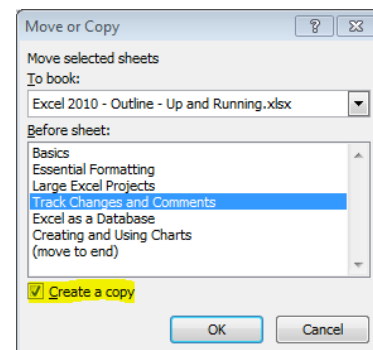 Move or Copy
Move selected sheets
To book:
Excel 2010 - Outline - Up and Running.xlsx
Before sheet:
Basics
Essential Formatting
Large Excel Projects
Track Changes and Comments
Excel as a Database
Creating and Using Charts
(move to end)
Create a copy
OK Cancel